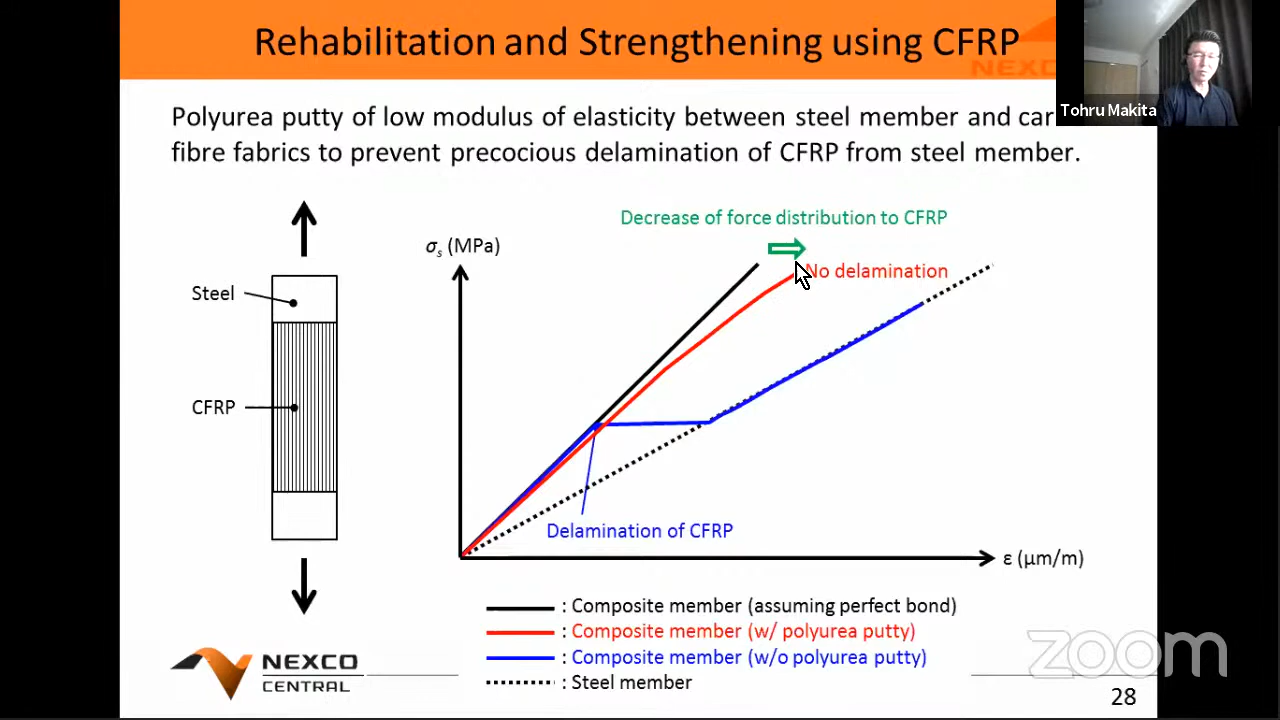 Rehabilitation and Strengthening using CFRP
NEXCO
Tohru Makita
Polyurea putty of low modulus of elasticity between steel member and car
fibre fabrics to prevent precocious delamination of CFRP from steel member.
Decrease of force distribution to CFRP
σs (MPa)
No delamination
Steel
CFRP
Delamination of CFRP
ε (μm/m)
: Composite member (assuming perfect bond)
: Composite member (w/ polyurea putty)
: Composite member (w/o polyurea putty)
: Steel member
NEXCO
CENTRAL
zoom
28